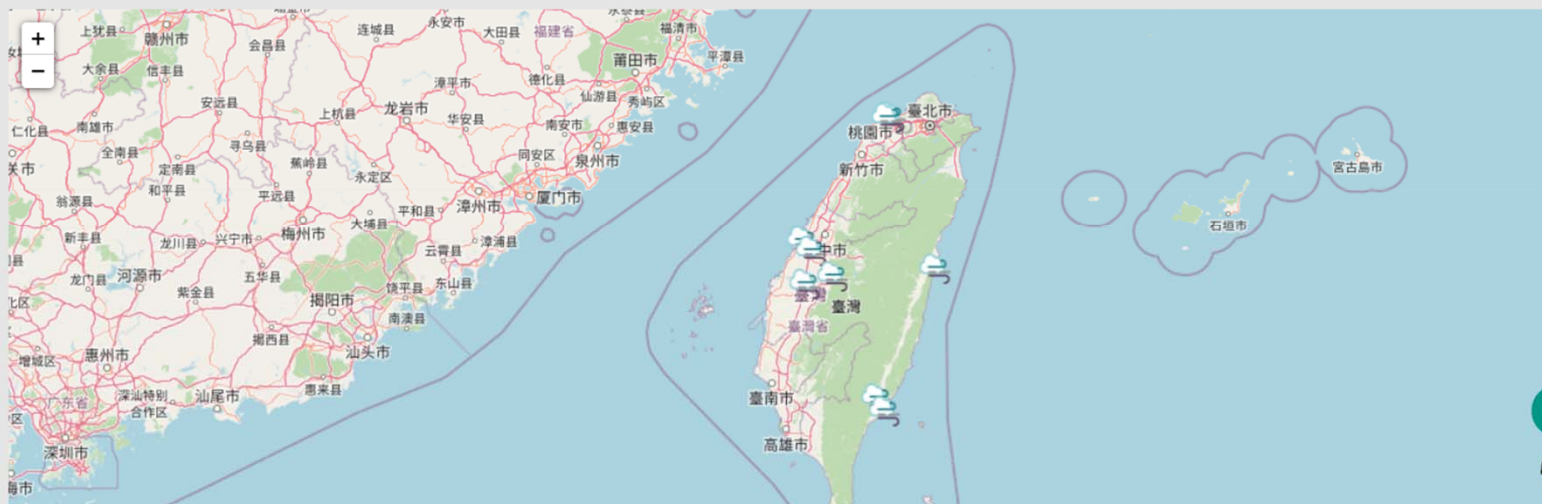 +
−
上犹县
赣州市
会昌县
连城县
永安市
大田县
福建省
永泰县
福清市
平潭县
莆田市
大余县
信丰县
漳平市
德化县
仙游县
秀屿区
安远县
上杭县
龙岩市
华安县
南安市
惠安县
仁化县
南雄市
寻乌县
全南县
定南县
蕉岭县
永定区
同安区
泉州市
关市
和平县
平远县
翁源县
漳州市
厦门市
平和县
大埔县
新丰县
龙川县
兴宁市
梅州市
云霄县
漳浦县
龙门县
河源市
五华县
紫金县
揭阳市
饶平县
东山县
南澳县
揭西县
增城区
惠州市
汕头市
惠来县
广东省
深汕特别
合作区
汕尾市
深圳市
海市
臺北市
桃園市
新竹市
中市
臺灣
臺灣
臺灣省
臺南市
高雄市
宮古島市
石垣市